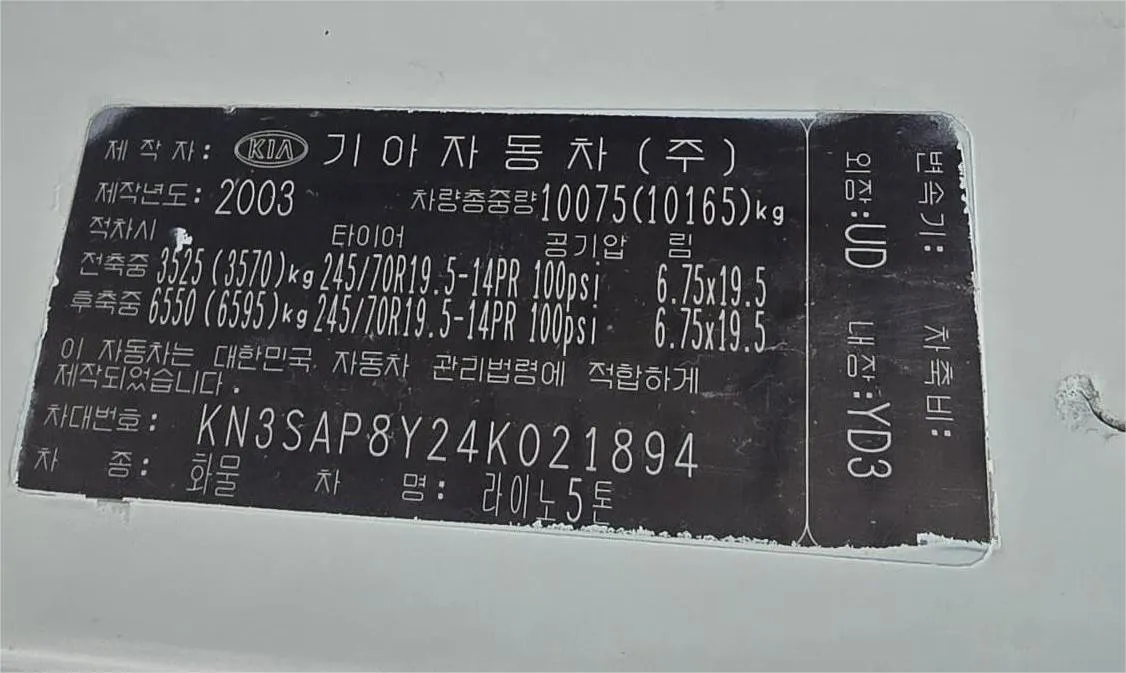 제 작 자: KIA 기아자동차(주)
제작년도: 2003 차량총중량 10075(10165)kg
적차시 타이어 공기압 림
전축중 3525(3570)kg 245/70R19.5-14PR 100psi 6.75x19.5
후축중 6550(6595)kg 245/70R19.5-14PR 100psi 6.75x19.5
이 자동차는 대한민국 자동차 관리법령에 적합하게
제작되었습니다.
차대번호: KN3SAP8Y24K021894
차 종: 화물 차 명: 라이노5톤
변속기: 차축비:
외장:UD 내장:YD3